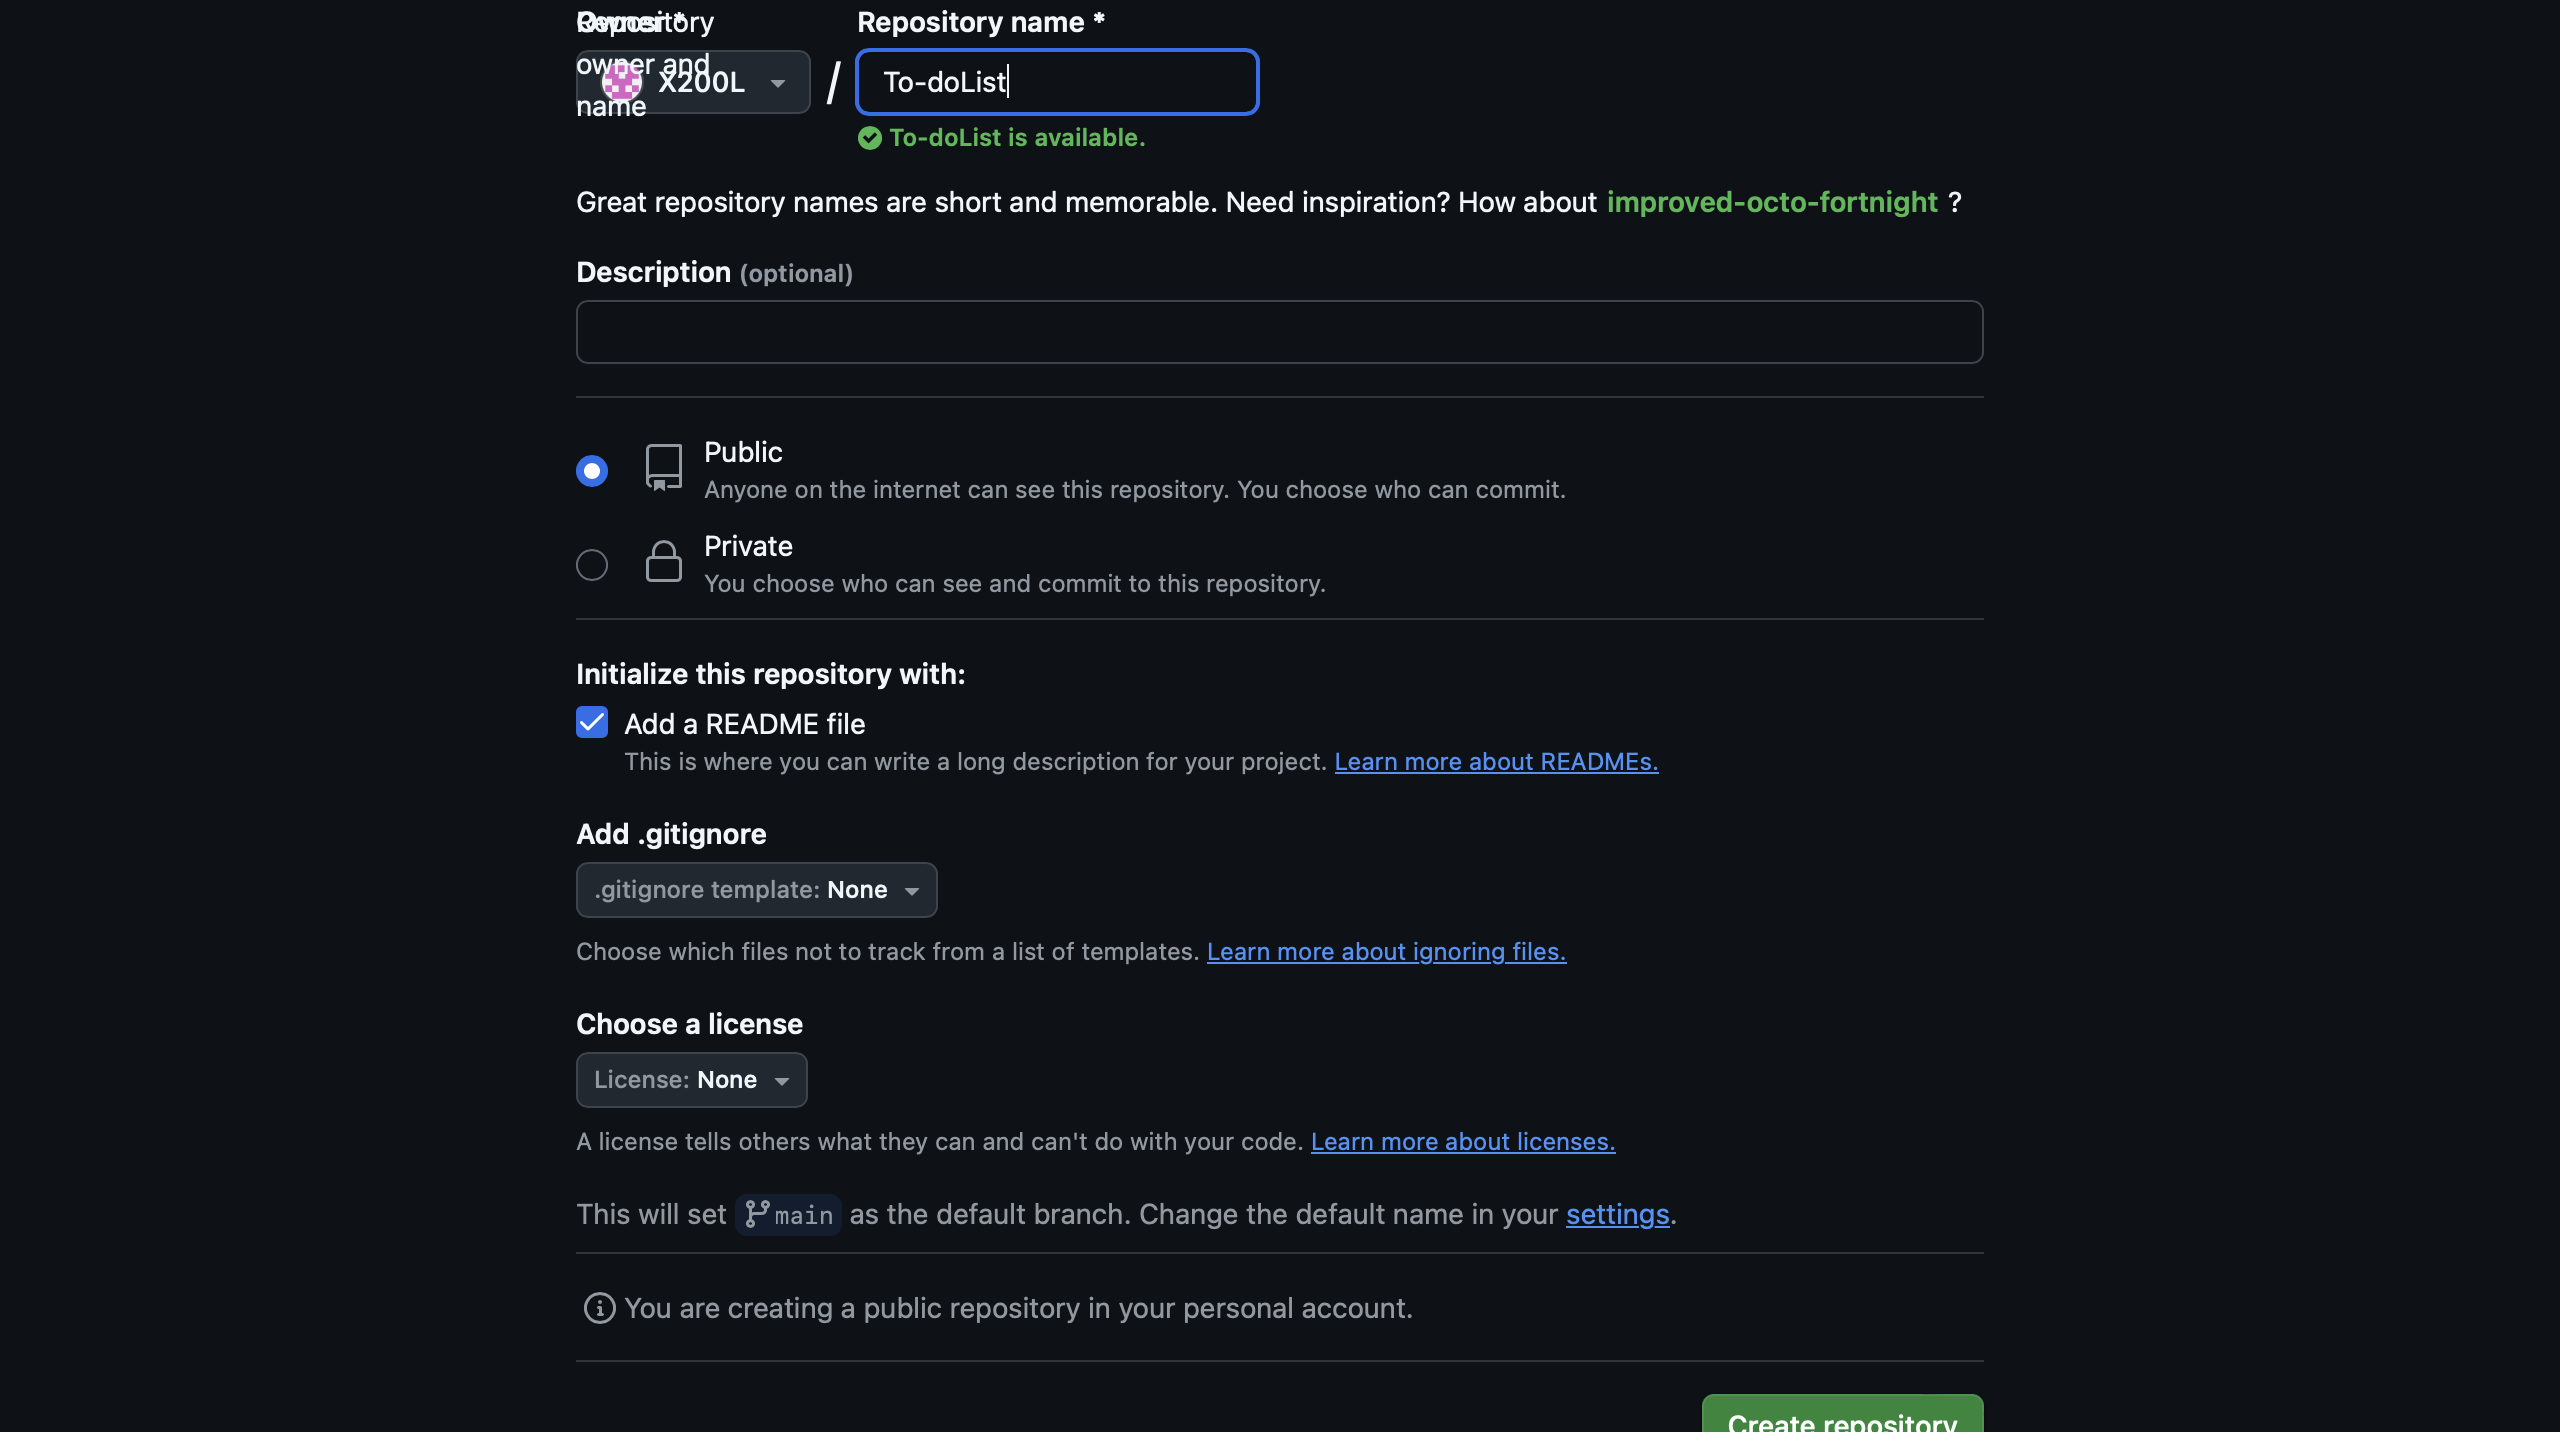 Owner * Repository name *
Repository
owner and
name
X200L / To-doList
To-doList is available.
Great repository names are short and memorable. Need inspiration? How about improved-octo-fortnight ?
Description (optional)
Public
Anyone on the internet can see this repository. You choose who can commit.
Private
You choose who can see and commit to this repository.
Initialize this repository with:
Add a README file
This is where you can write a long description for your project. Learn more about READMEs.
Add .gitignore
.gitignore template: None
Choose which files not to track from a list of templates. Learn more about ignoring files.
Choose a license
License: None
A license tells others what they can and can't do with your code. Learn more about licenses.
This will set main as the default branch. Change the default name in your settings.
You are creating a public repository in your personal account.
Create repository